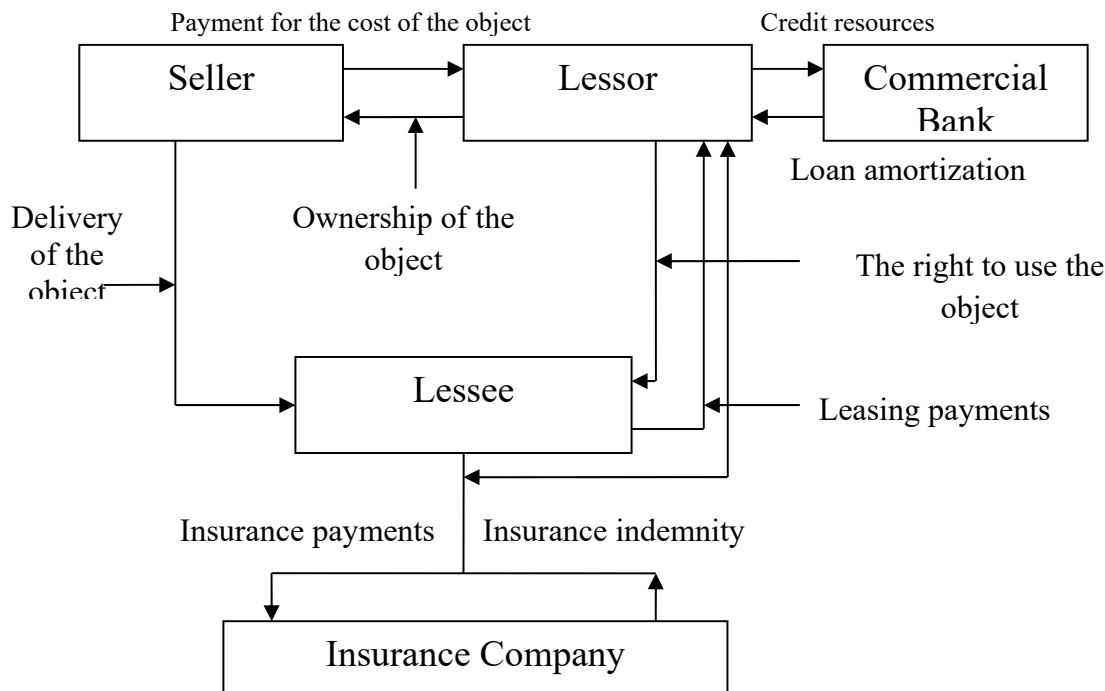 Payment for the cost of the object
Credit resources
Seller
Lessor
Commercial
Bank
Loan amortization
Delivery
of the
object
Ownership of the
object
The right to use the
object
Lessee
Leasing payments
Insurance payments
Insurance indemnity
Insurance Company